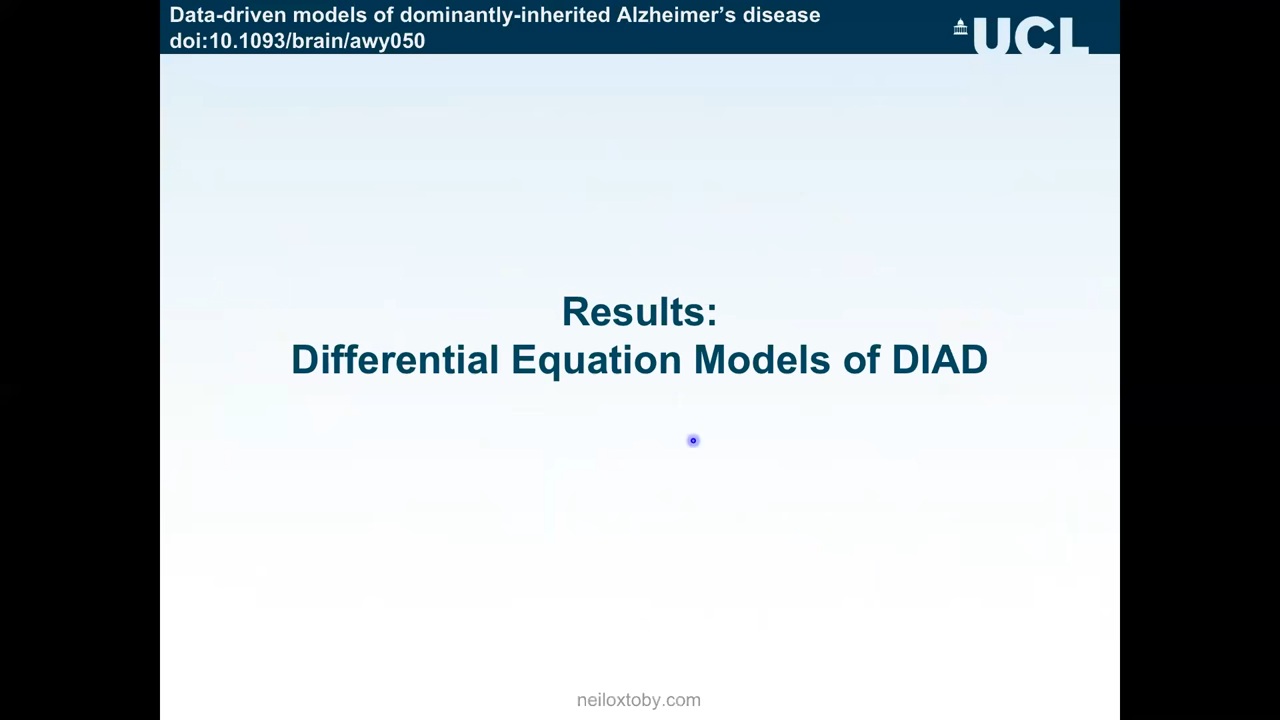 Data-driven models of dominantly-inherited Alzheimer’s disease
doi:10.1093/brain/awy050
UCL
Results:
Differential Equation Models of DIAD
neiloxtoby.com